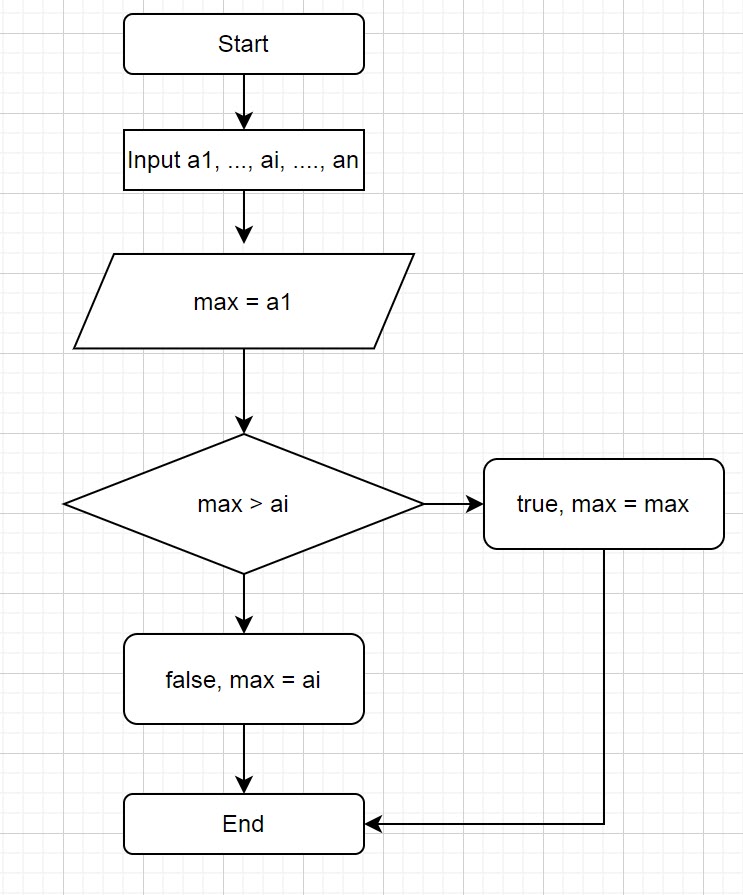 Start
Input a1, ..., ai, ...., an
max = a1
max > ai
true, max = max
false, max = ai
End